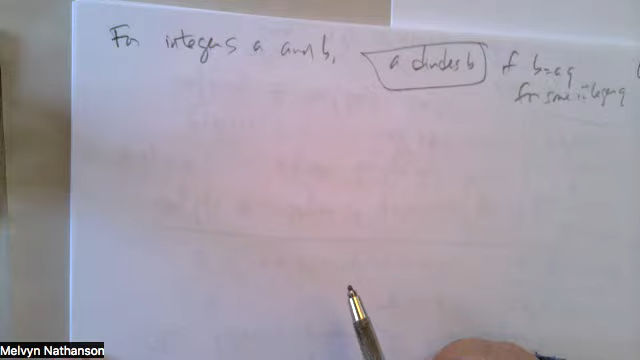 For integers a and b, a divides b if b=aq
for some integer q
Melvyn Nathanson